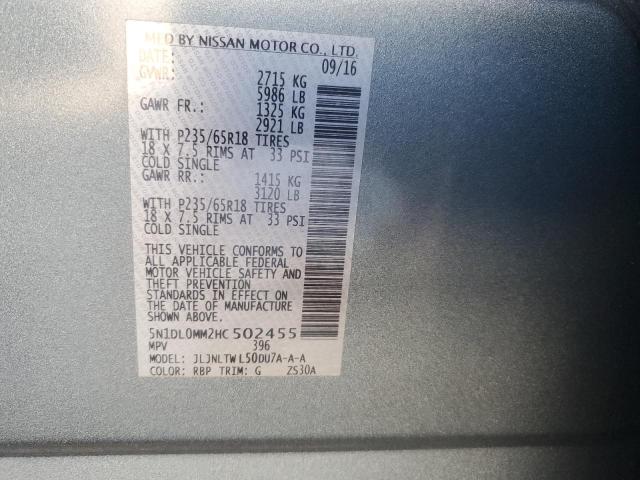 MFD BY NISSAN MOTOR CO., LTD.
DATE: 09/16
GVWR: 2715 KG
5986 LB
GAWR FR.: 1325 KG
2921 LB
WITH P235/65R18 TIRES
18 X 7.5 RIMS AT 33 PSI
COLD SINGLE
GAWR RR.: 1415 KG
3120 LB
WITH P235/65R18 TIRES
18 X 7.5 RIMS AT 33 PSI
COLD SINGLE
THIS VEHICLE CONFORMS TO
ALL APPLICABLE FEDERAL
MOTOR VEHICLE SAFETY AND
THEFT PREVENTION
STANDARDS IN EFFECT ON
THE DATE OF MANUFACTURE
SHOWN ABOVE.
5N1DL0MM2HC502455
MPV 396
MODEL: JLJNLTWL50DU7A-A-A
COLOR: RBP TRIM: G ZS30A